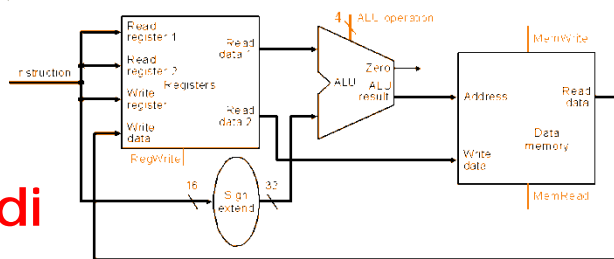 Read
register 1
Read
register 2
Write
register
Write
data
Registers
Read
data 1
Read
data 2
RegWrite
nstruction
16
Sign
extend
32
4
ALU operation
Zero
ALU
ALU
result
MemWrite
Address
Read
data
Data
memory
Write
data
MemRead
di